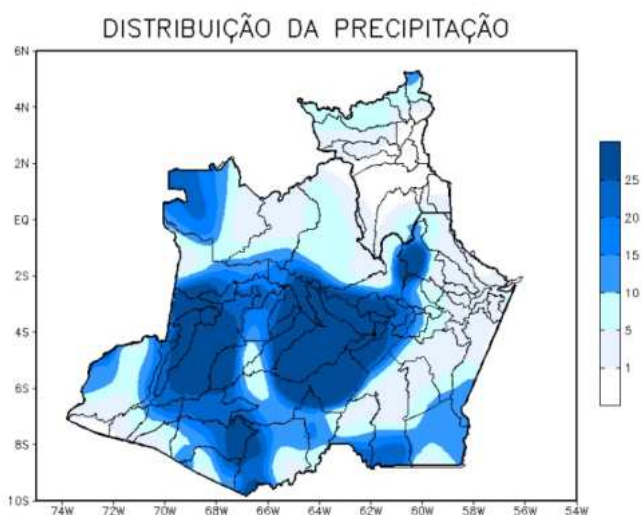 DISTRIBUIÇÃO DA PRECIPITAÇÃO
6N
4N
2N
EQ
2S
4S
6S
8S
10S
74W 72W 70W 68W 66W 64W 62W 60W 58W 56W 54W
25
20
15
10
5
1